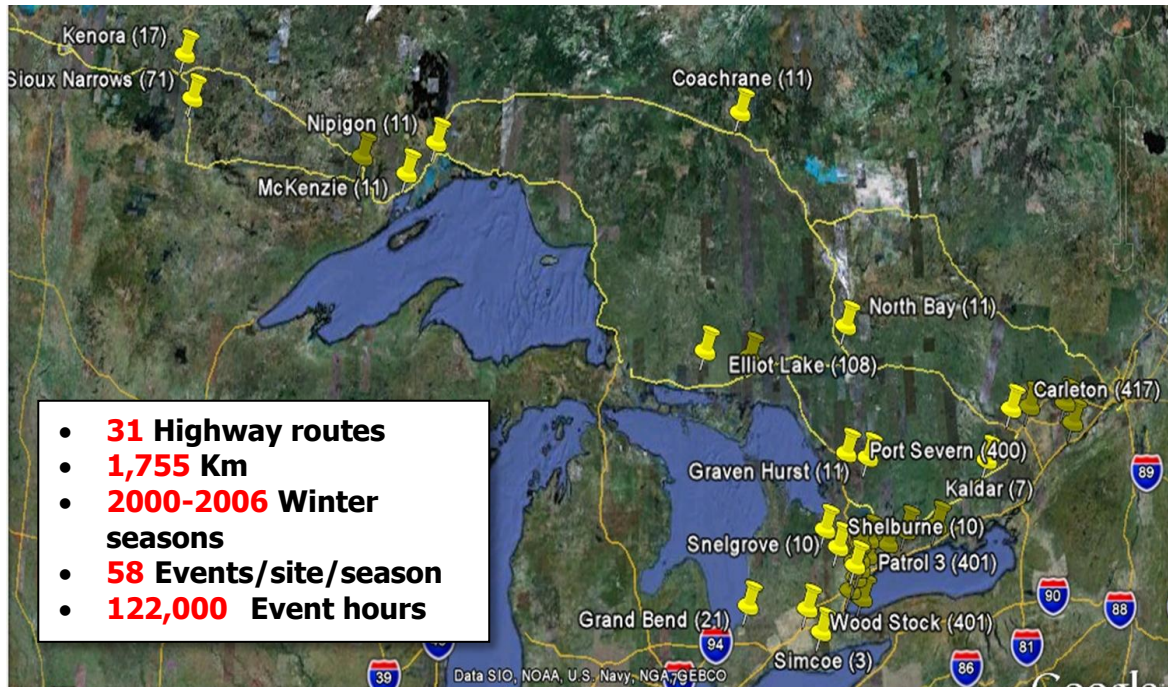 Kenora (17)
Sioux Narrows (71)
Coachrane (11)
Nipigon (11)
McKenzie (11)
North Bay (11)
Elliot Lake (108)
Carleton (417)
Port Severn (400)
Graven Hurst (11)
Kaldar (7)
Shelburne (10)
Snelgrove (10)
Patrol 3 (401)
Grand Bend (21)
Wood Stock (401)
Simcoe (3)
89
90
88
94
81
86
39
• 31 Highway routes
• 1,755 Km
• 2000-2006 Winter
seasons
• 58 Events/site/season
• 122,000 Event hours
Data SIO, NOAA, U.S. Navy, NGA, GEBCO